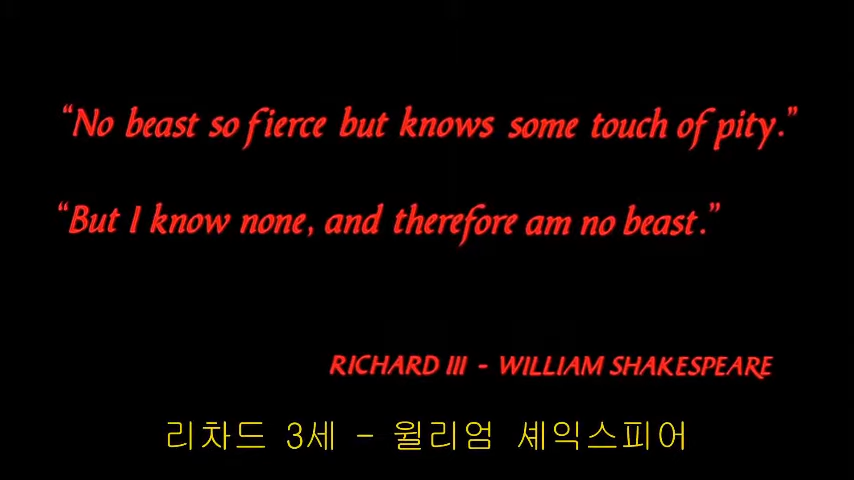 “No beast so fierce but knows some touch of pity.”
“But I know none, and therefore am no beast.”
RICHARD III - WILLIAM SHAKESPEARE
리차드 3세 - 윌리엄 셰익스피어